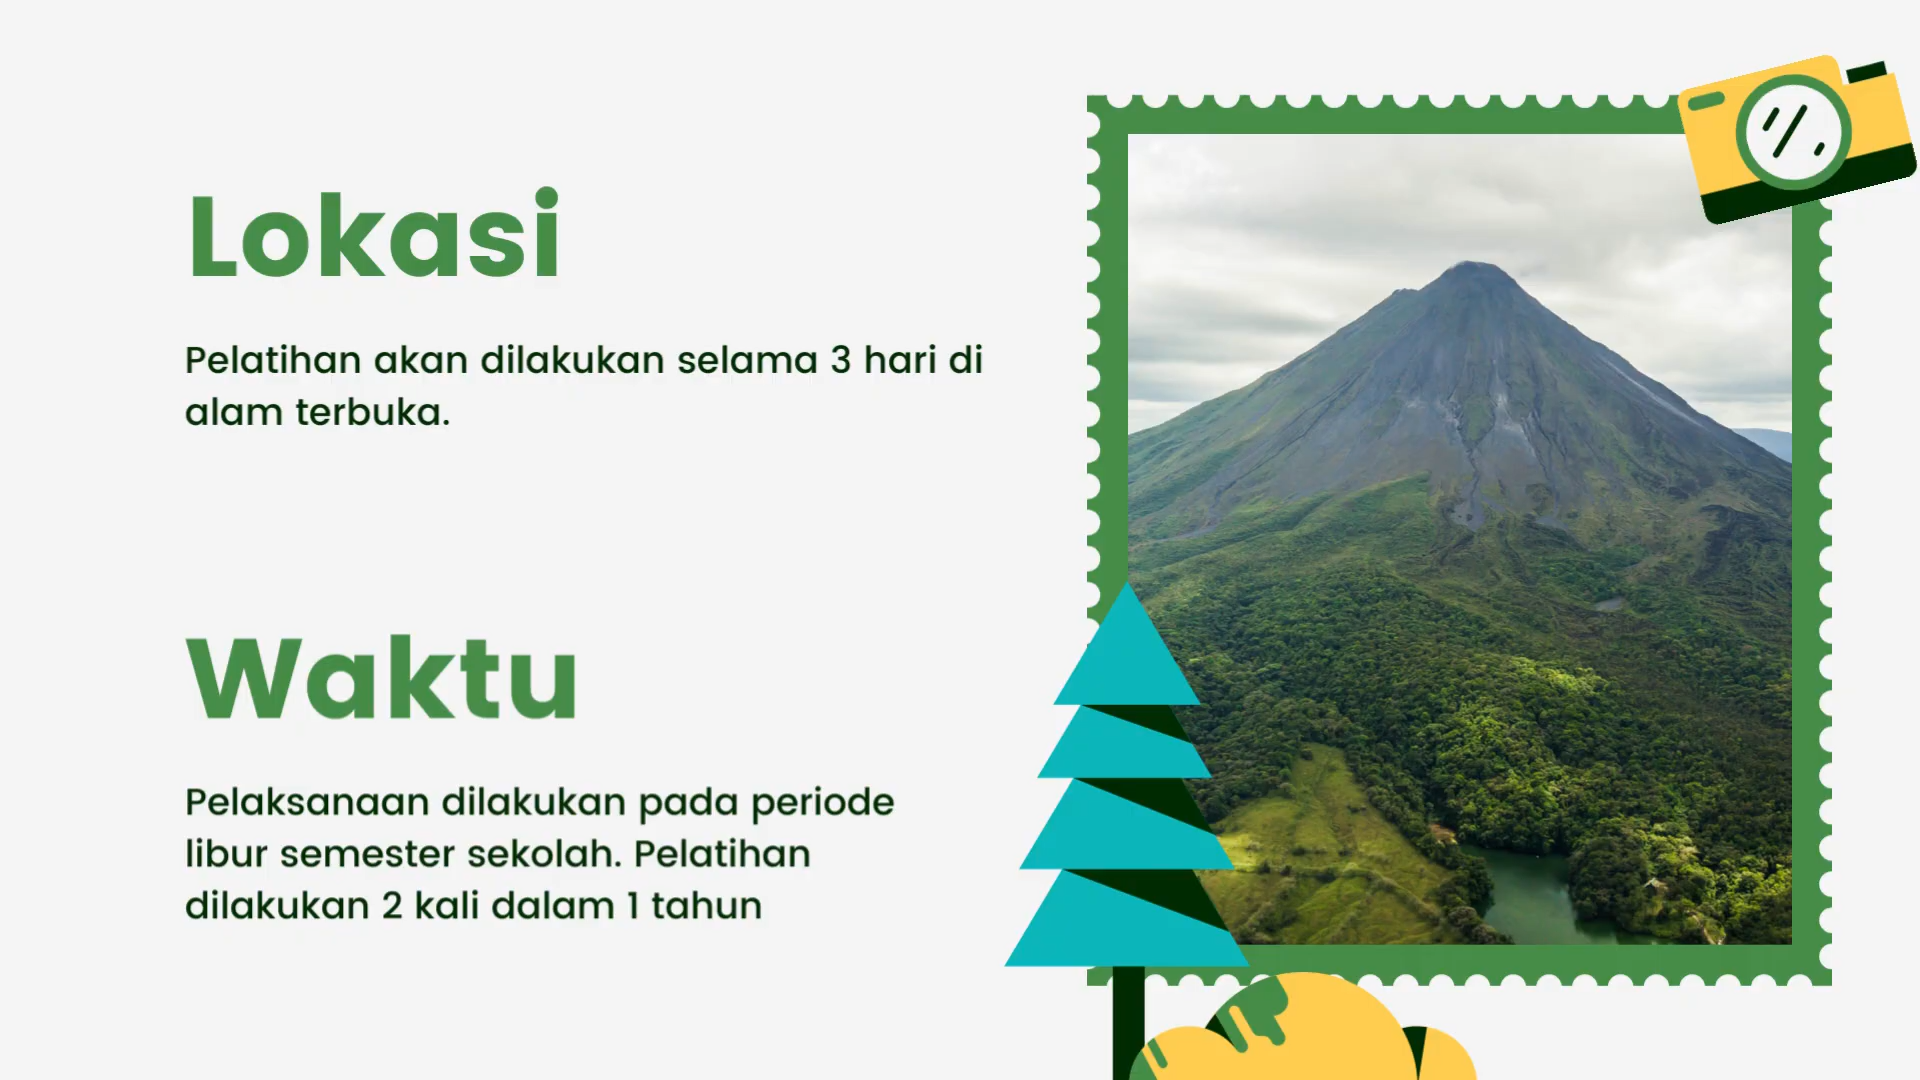 Lokasi
Pelatihan akan dilakukan selama 3 hari di
alam terbuka.
Waktu
Pelaksanaan dilakukan pada periode
libur semester sekolah. Pelatihan
dilakukan 2 kali dalam 1 tahun